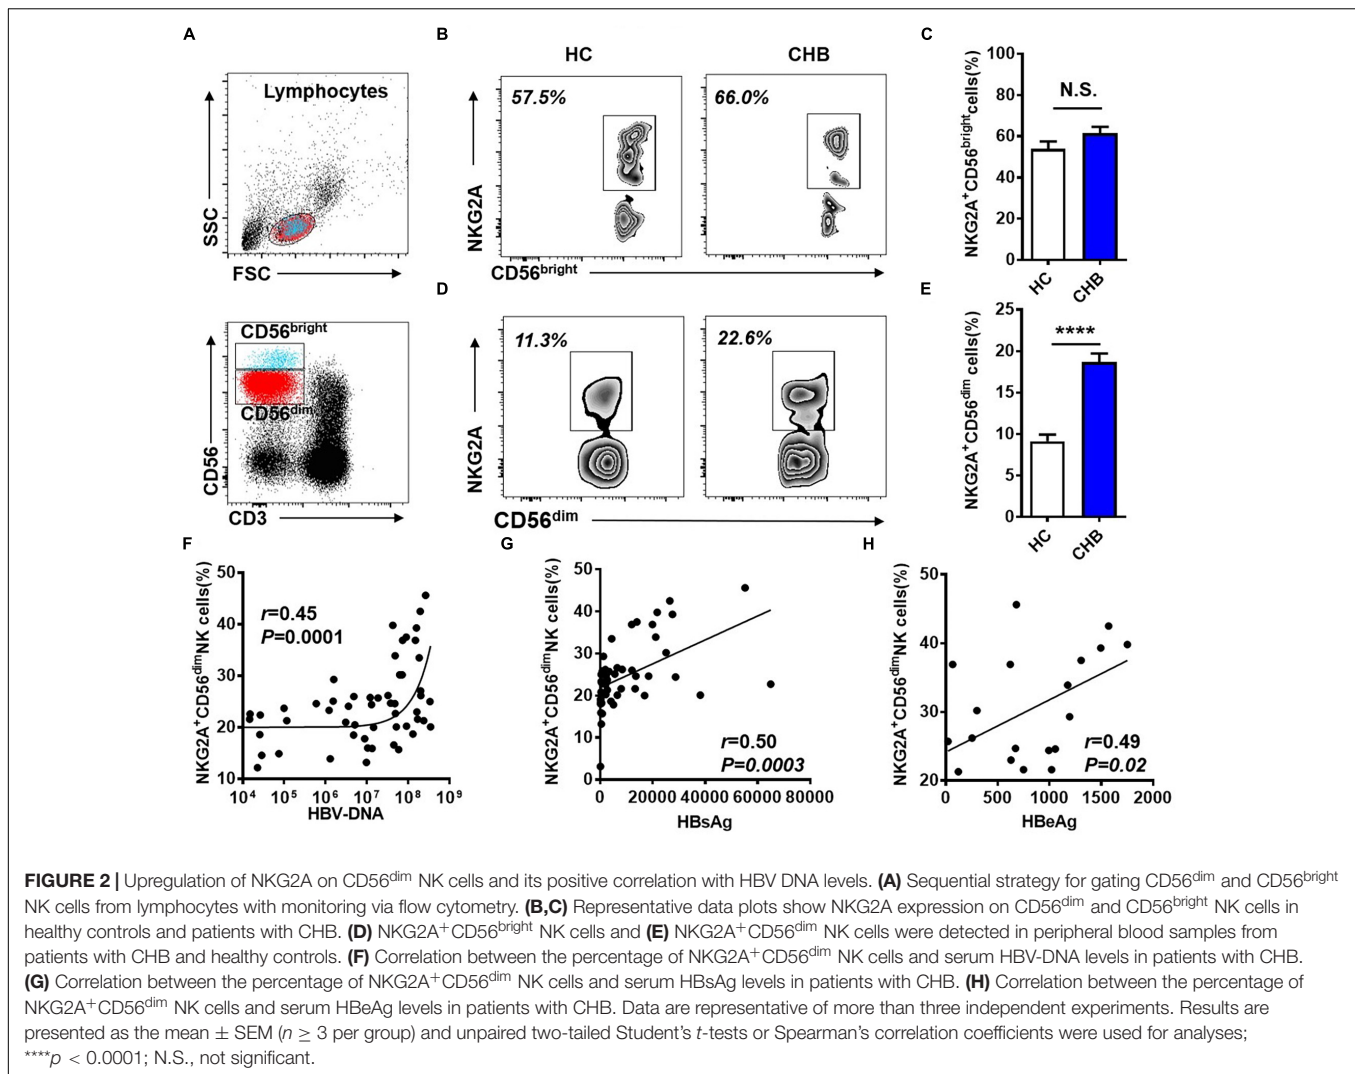 A
Lymphocytes
SSC
FSC
CD56bright
CD56dim
CD56
CD3
B
HC
CHB
57.5%
66.0%
NKG2A
CD56bright
C
NKG2A+CD56brightcells(%)
100
80
60
40
20
0
N.S.
HC
CHB
D
11.3%
22.6%
NKG2A
CD56dim
E
NKG2A+CD56dim cells(%)
25
20
15
10
5
0
****
HC
CHB
F
NKG2A+CD56dimNK cells(%)
50
40
30
20
10
r=0.45
P=0.0001
10⁴ 10⁵ 10⁶ 10⁷ 10⁸ 10⁹
HBV-DNA
G
NKG2A+CD56dimNK cells(%)
50
40
30
20
10
0
r=0.50
P=0.0003
0 20000 40000 60000 80000
HBsAg
H
NKG2A+CD56dimNK cells(%)
50
40
30
20
r=0.49
P=0.02
0 500 1000 1500 2000
HBeAg
FIGURE 2 | Upregulation of NKG2A on CD56dim NK cells and its positive correlation with HBV DNA levels. (A) Sequential strategy for gating CD56dim and CD56bright
NK cells from lymphocytes with monitoring via flow cytometry. (B,C) Representative data plots show NKG2A expression on CD56dim and CD56bright NK cells in
healthy controls and patients with CHB. (D) NKG2A+CD56bright NK cells and (E) NKG2A+CD56dim NK cells were detected in peripheral blood samples from
patients with CHB and healthy controls. (F) Correlation between the percentage of NKG2A+CD56dim NK cells and serum HBV-DNA levels in patients with CHB.
(G) Correlation between the percentage of NKG2A+CD56dim NK cells and serum HBsAg levels in patients with CHB. (H) Correlation between the percentage of
NKG2A+CD56dim NK cells and serum HBeAg levels in patients with CHB. Data are representative of more than three independent experiments. Results are
presented as the mean ± SEM (n ≥ 3 per group) and unpaired two-tailed Student's t-tests or Spearman's correlation coefficients were used for analyses;
****p < 0.0001; N.S., not significant.